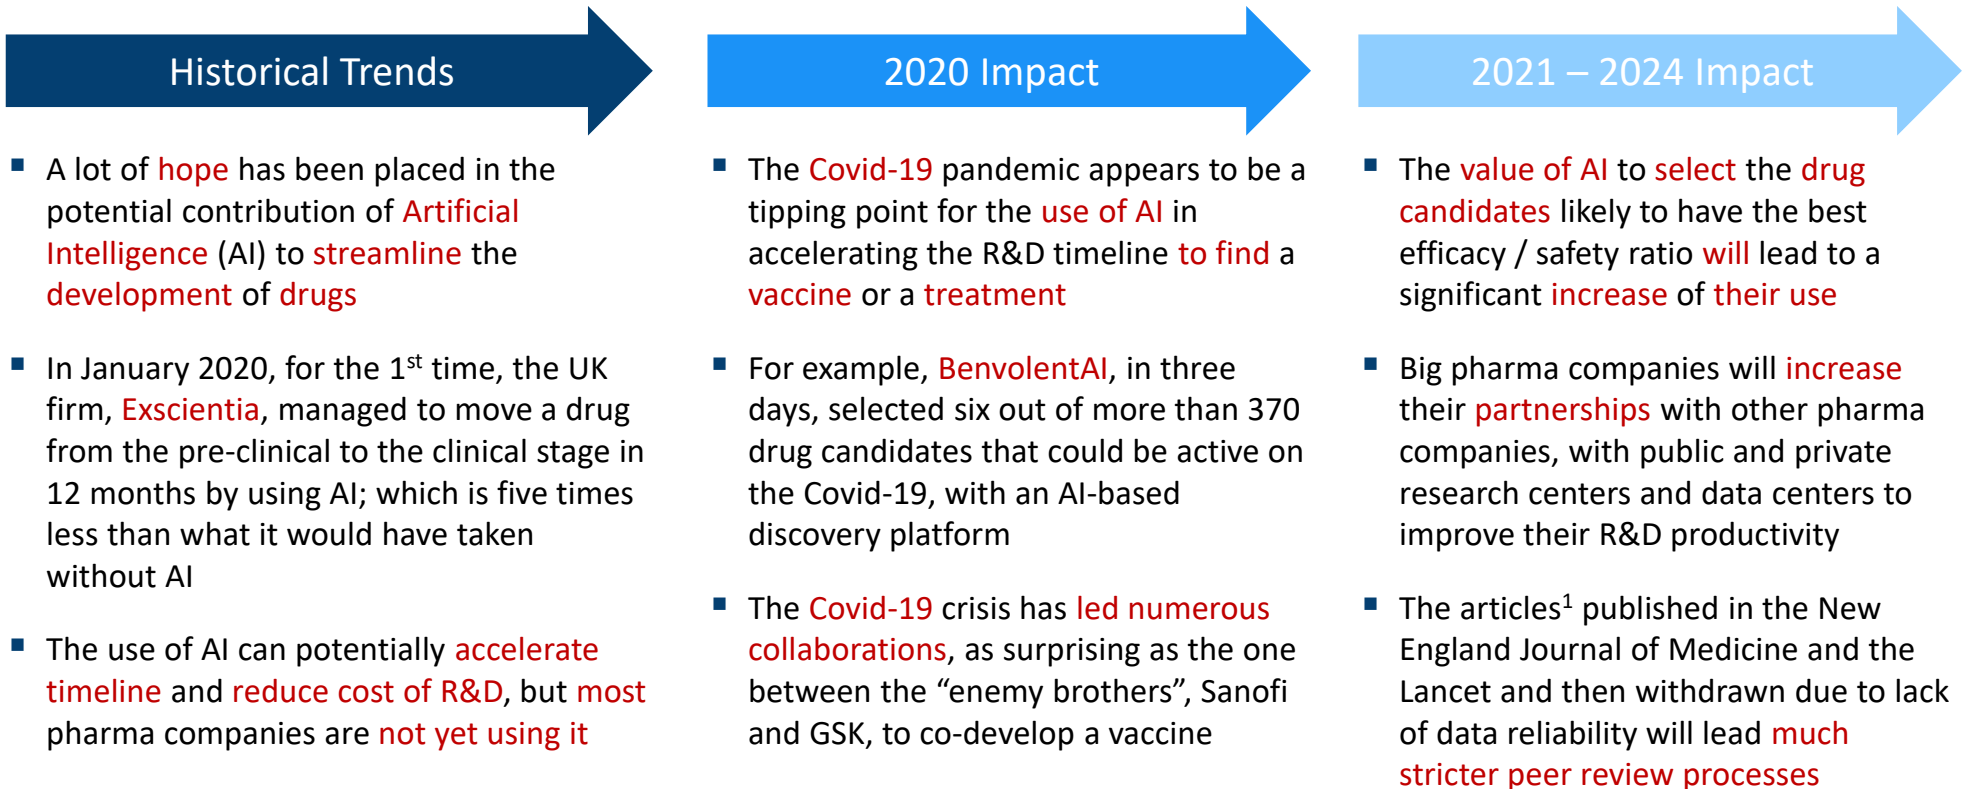 Historical Trends
A lot of hope has been placed in the
potential contribution of Artificial
Intelligence (AI) to streamline the
development of drugs
In January 2020, for the 1st time, the UK
firm, Exscientia, managed to move a drug
from the pre-clinical to the clinical stage in
12 months by using AI; which is five times
less than what it would have taken
without AI
The use of AI can potentially accelerate
timeline and reduce cost of R&D, but most
pharma companies are not yet using it
2020 Impact
The Covid-19 pandemic appears to be a
tipping point for the use of AI in
accelerating the R&D timeline to find a
vaccine or a treatment
For example, BenvolentAI, in three
days, selected six out of more than 370
drug candidates that could be active on
the Covid-19, with an AI-based
discovery platform
The Covid-19 crisis has led numerous
collaborations, as surprising as the one
between the “enemy brothers”, Sanofi
and GSK, to co-develop a vaccine
2021 – 2024 Impact
The value of AI to select the drug
candidates likely to have the best
efficacy / safety ratio will lead to a
significant increase of their use
Big pharma companies will increase
their partnerships with other pharma
companies, with public and private
research centers and data centers to
improve their R&D productivity
The articles1 published in the New
England Journal of Medicine and the
Lancet and then withdrawn due to lack
of data reliability will lead much
stricter peer review processes